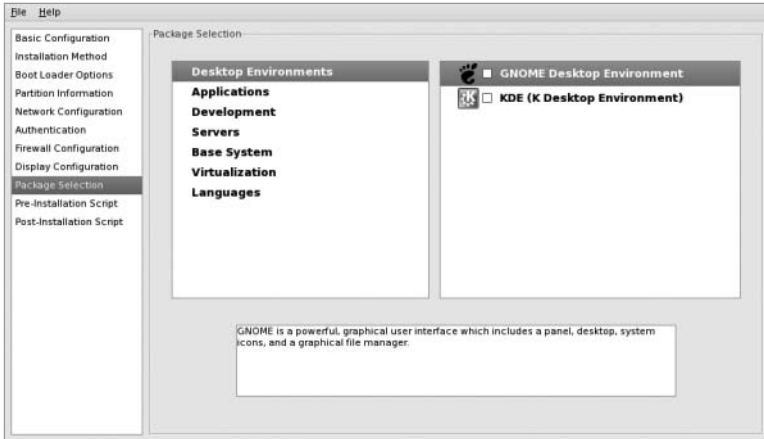 File Help
Basic Configuration
Installation Method
Boot Loader Options
Partition Information
Network Configuration
Authentication
Firewall Configuration
Display Configuration
Package Selection
Pre-Installation Script
Post-Installation Script
Package Selection
Desktop Environments
Applications
Development
Servers
Base System
Virtualization
Languages
GNOME Desktop Environment
KDE (K Desktop Environment)
GNOME is a powerful, graphical user interface which includes a panel, desktop, system
icons, and a graphical file manager.